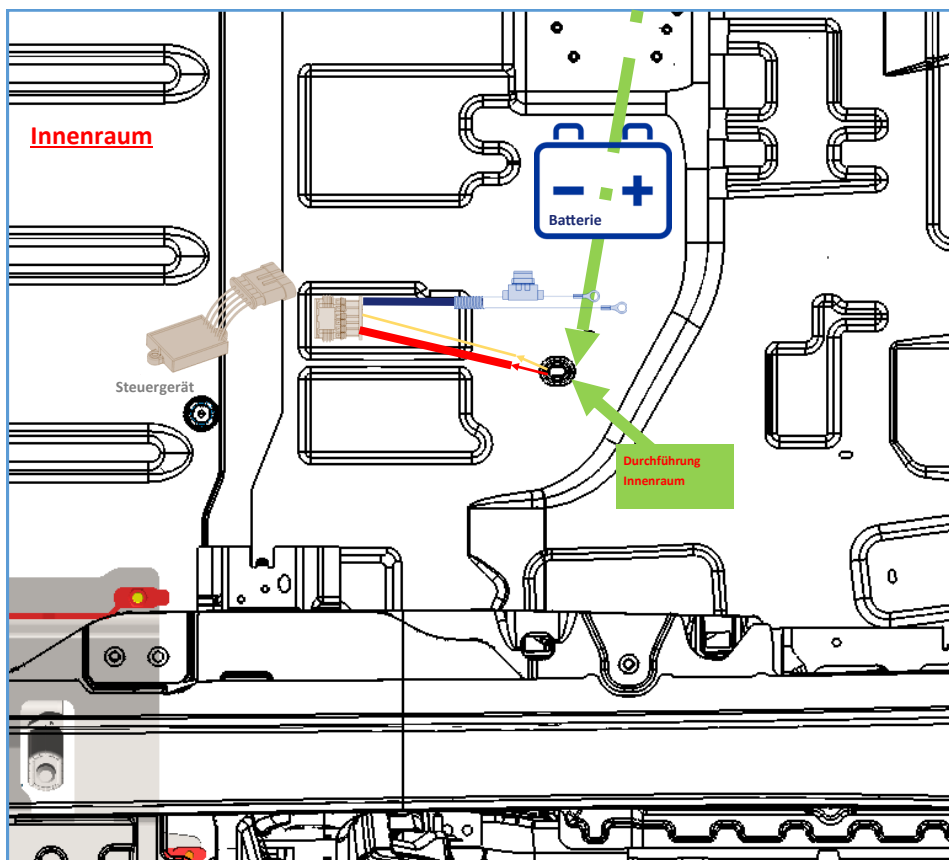 Innenraum
Batterie
Steuergerät
Durchführung
Innenraum